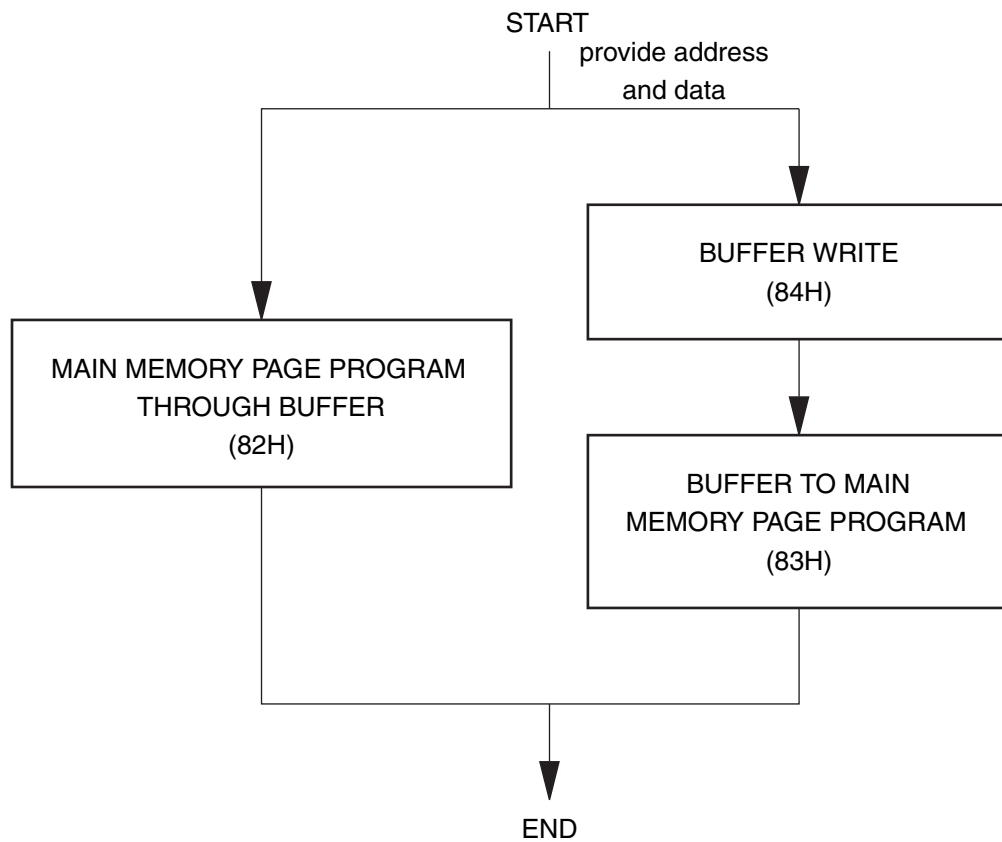 START
provide address
and data
BUFFER WRITE
(84H)
MAIN MEMORY PAGE PROGRAM
THROUGH BUFFER
(82H)
BUFFER TO MAIN
MEMORY PAGE PROGRAM
(83H)
END